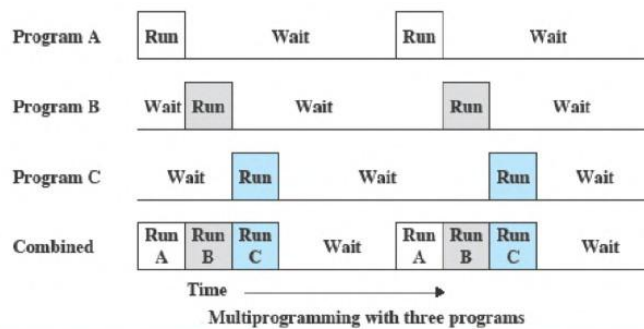 Program A Run Wait Run Wait
Program B Wait Run Wait Run Wait
Program C Wait Run Wait Run Wait
Combined Run A Run B Run C Wait Run A Run B Run C Wait
Time
Multiprogramming with three programs